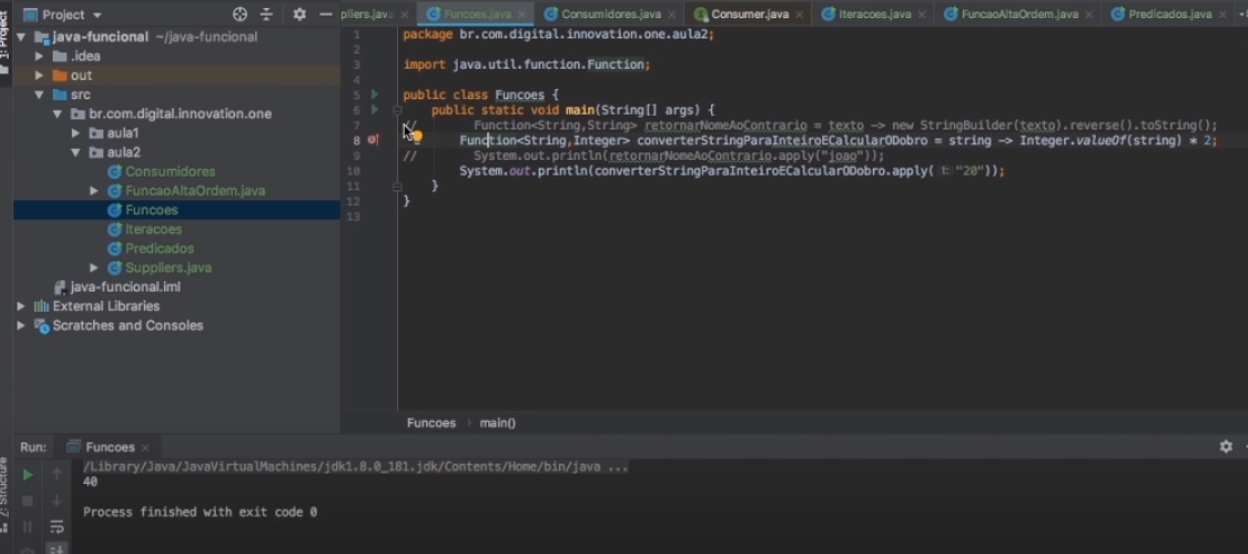 Project
pliers.java
Funcoes.java
Consumidores.java
Consumer.java
Iteracoes.java
FuncaoAltaOrdem.java
Predicados.java
1: Project
java-funcional ~/java-funcional
.idea
out
src
br.com.digital.innovation.one
aula1
aula2
Consumidores
FuncaoAltaOrdem.java
Funcoes
Iteracoes
Predicados
Suppliers.java
java-funcional.iml
External Libraries
Scratches and Consoles
1 package br.com.digital.innovation.one.aula2;
2
3 import java.util.function.Function;
4
5 public class Funcoes {
6 public static void main(String[] args) {
7 // Function<String,String> retornarNomeAoContrario = texto -> new StringBuilder(texto).reverse().toString();
8 Function<String,Integer> converterStringParaInteiroECalcularODobro = string -> Integer.valueOf(string) * 2;
9 // System.out.println(retornarNomeAoContrario.apply("joao"));
10 System.out.println(converterStringParaInteiroECalcularODobro.apply( t: "20"));
11 }
12 }
13
Funcoes > main()
Run: Funcoes
/Library/Java/JavaVirtualMachines/jdk1.8.0_181.jdk/Contents/Home/bin/java ...
40
Process finished with exit code 0
Z: Structure